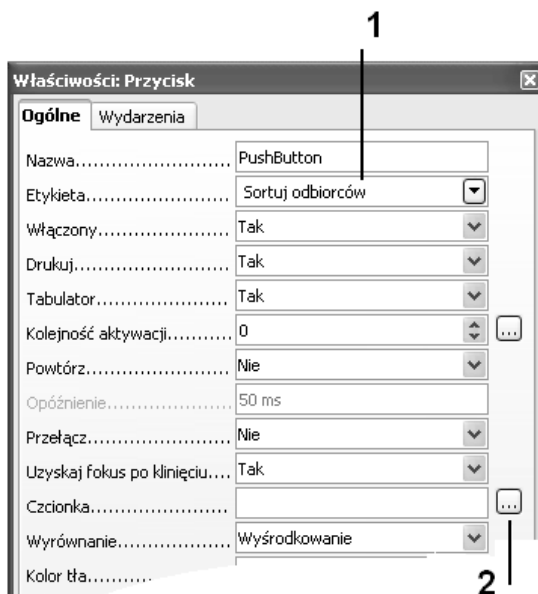 1
Właściwości: Przycisk
Ogólne Wydarzenia
Nazwa........................ PushButton
Etykieta....................... Sortuj odbiorców
Włączony.................... Tak
Drukuj......................... Tak
Tabulator..................... Tak
Kolejność aktywacji........... 0 ...
Powtórz....................... Nie
Opóźnienie.................... 50 ms
Przełącz....................... Nie
Uzyskaj fokus po klinięciu.... Tak
Czcionka...................... ...
Wyrównanie.................. Wyśrodkowanie
Kolor tła.......
2